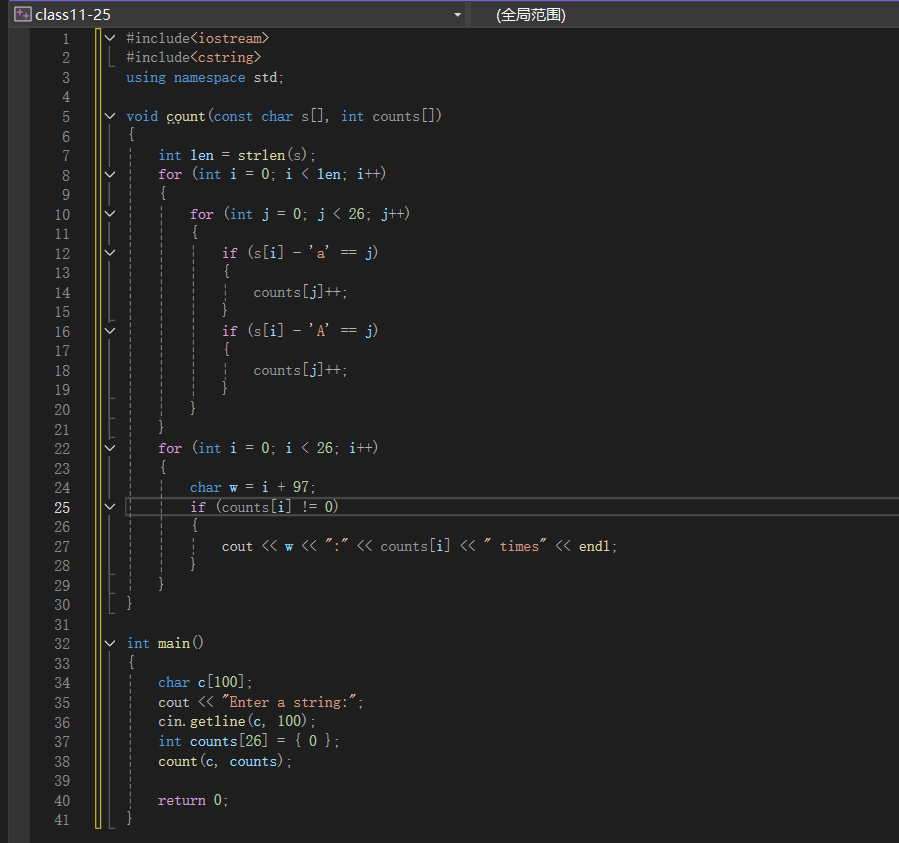 class11-25 (全局范围)
1 #include<iostream>
2 #include<cstring>
3 using namespace std;
4
5 void count(const char s[], int counts[])
6 {
7     int len = strlen(s);
8     for (int i = 0; i < len; i++)
9     {
10         for (int j = 0; j < 26; j++)
11         {
12             if (s[i] - 'a' == j)
13             {
14                 counts[j]++;
15             }
16             if (s[i] - 'A' == j)
17             {
18                 counts[j]++;
19             }
20         }
21     }
22     for (int i = 0; i < 26; i++)
23     {
24         char w = i + 97;
25         if (counts[i] != 0)
26         {
27             cout << w << ":" << counts[i] << " times" << endl;
28         }
29     }
30 }
31
32 int main()
33 {
34     char c[100];
35     cout << "Enter a string:";
36     cin.getline(c, 100);
37     int counts[26] = { 0 };
38     count(c, counts);
39
40     return 0;
41 }